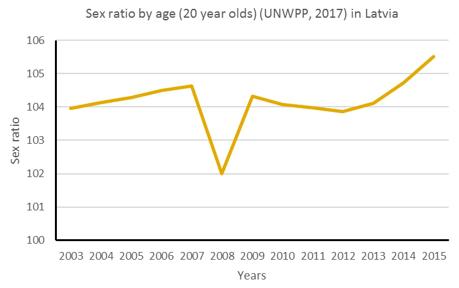 Sex ratio by age (20 year olds) (UNWPP, 2017) in Latvia
106
105
104
103
102
101
100
Sex ratio
2003 2004 2005 2006 2007 2008 2009 2010 2011 2012 2013 2014 2015
Years